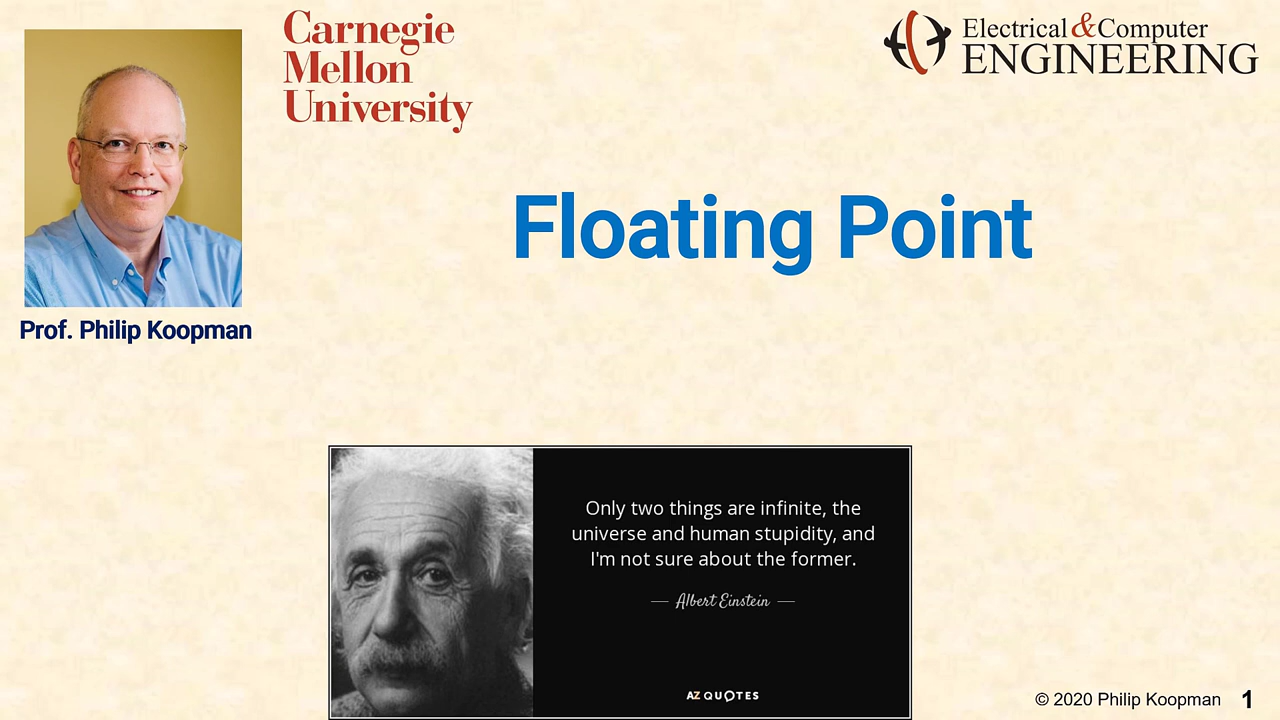 Carnegie
Mellon
University
Electrical & Computer
ENGINEERING
Floating Point
Prof. Philip Koopman
Only two things are infinite, the
universe and human stupidity, and
I'm not sure about the former.
— Albert Einstein —
AZ QUOTES
© 2020 Philip Koopman 1